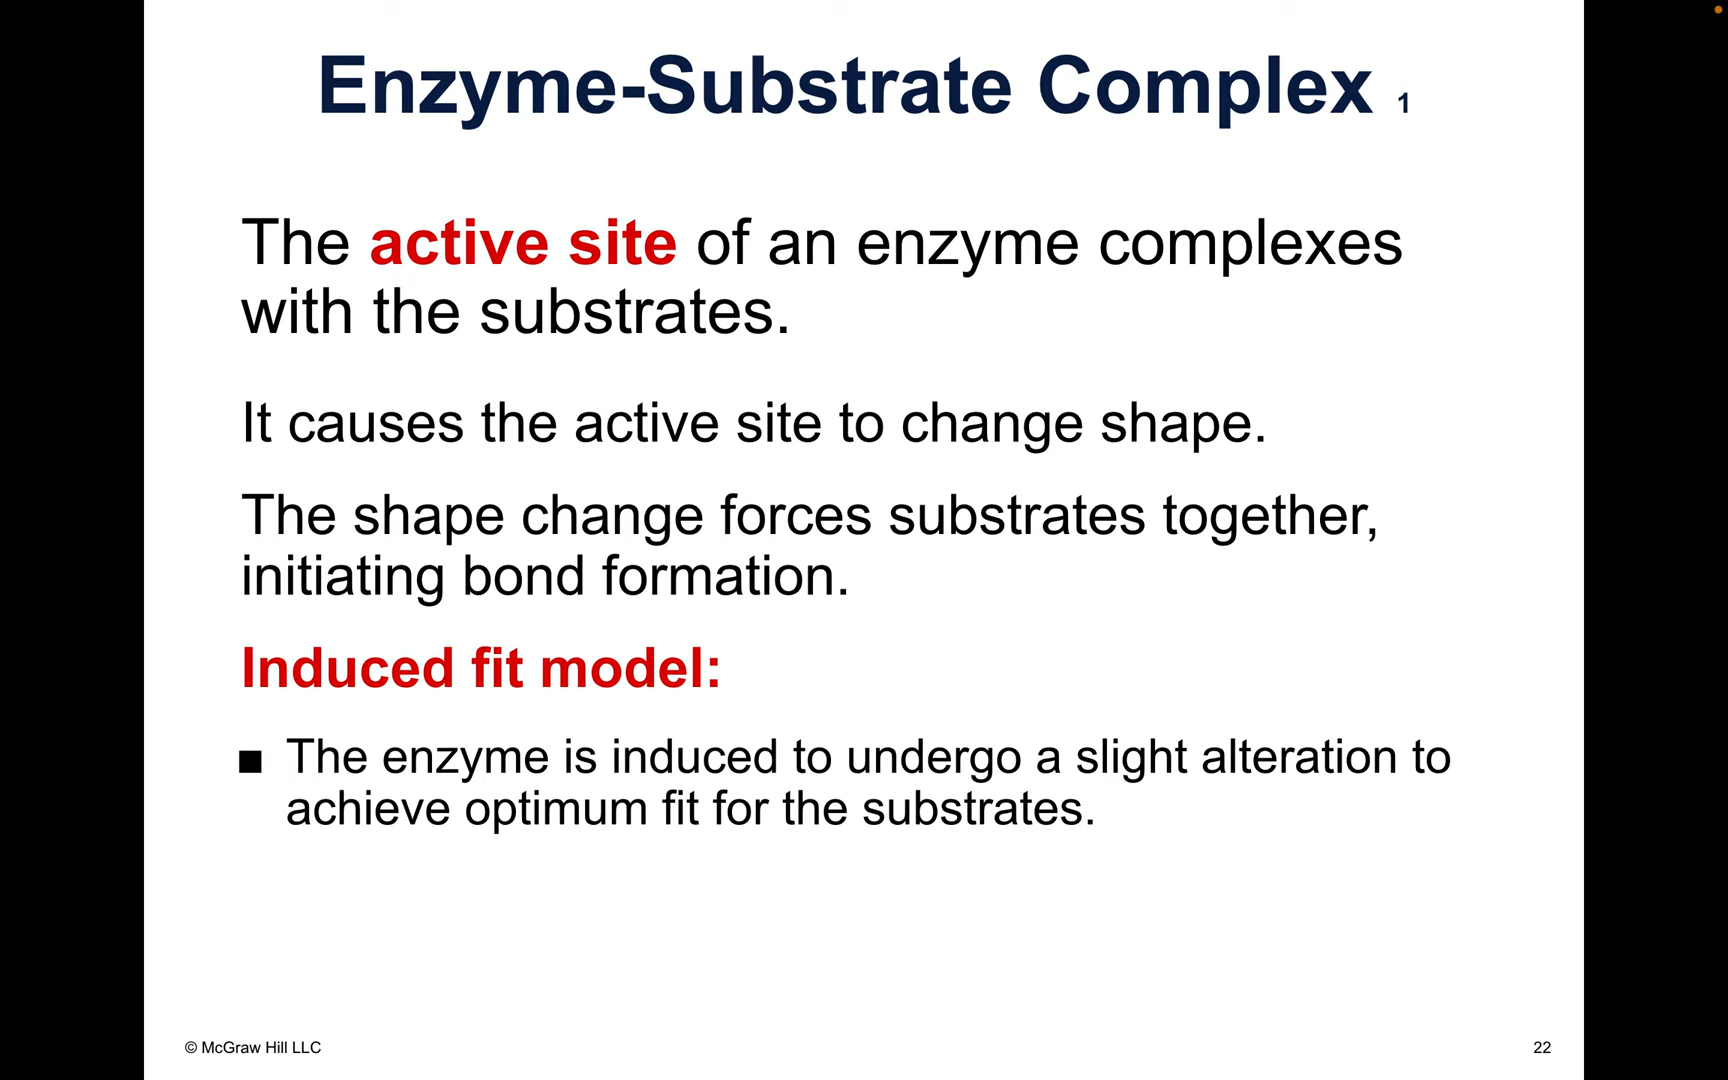 Enzyme-Substrate Complex 1
The active site of an enzyme complexes
with the substrates.
It causes the active site to change shape.
The shape change forces substrates together,
initiating bond formation.
Induced fit model:
■ The enzyme is induced to undergo a slight alteration to
achieve optimum fit for the substrates.
© McGraw Hill LLC
22